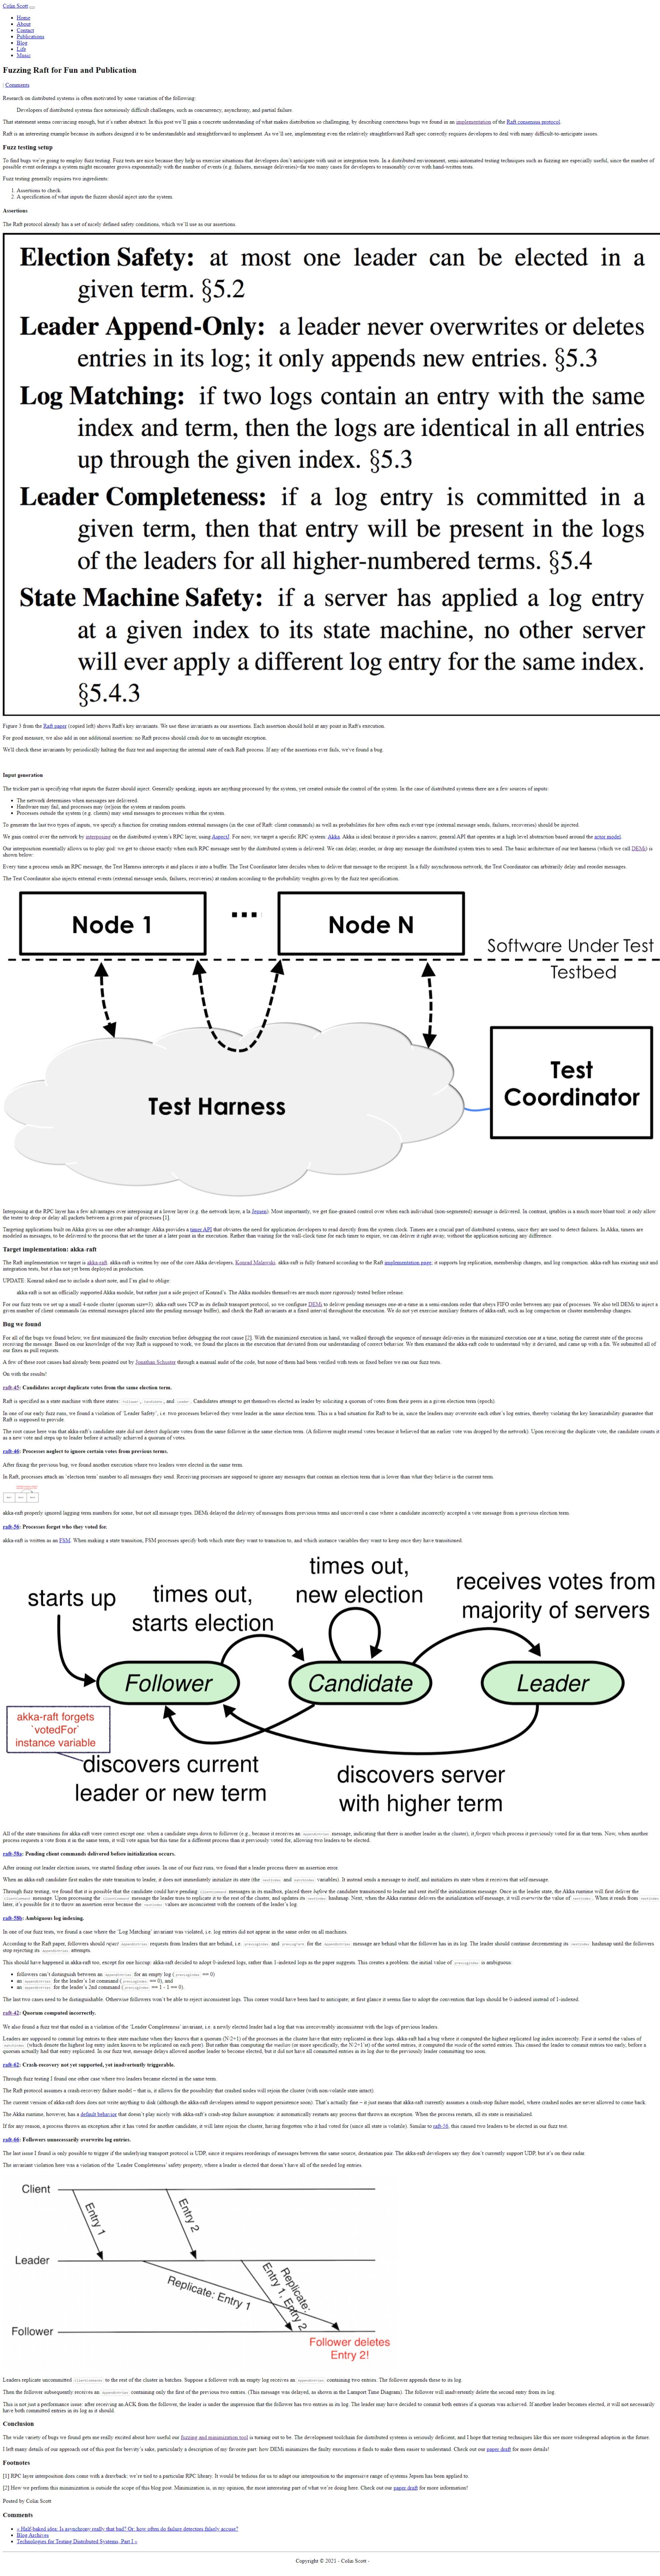 Colin Scott
Home
About
Contact
Publications
Blog
Life
Music
Fuzzing Raft for Fun and Publication
| Comments
Research on distributed systems is often motivated by some variation of the following:
Developers of distributed systems face notoriously difficult challenges, such as concurrency, asynchrony, and partial failure.
That statement seems convincing enough, but it's rather abstract. In this post we'll gain a concrete understanding of what makes distribution so challenging, by describing correctness bugs we found in an implementation of the Raft consensus protocol.
Raft is an interesting example because its authors designed it to be understandable and straightforward to implement. As we'll see, implementing even the relatively straightforward Raft spec correctly requires developers to deal with many difficult-to-anticipate issues.
Fuzz testing setup
To find bugs we're going to employ fuzzing. Fuzz tests are nice because they help us exercise situations that developers don't anticipate with unit or integration tests. In a distributed environment, semi-automated testing techniques such as fuzzing are especially useful, since the number of
possible event orderings a system might encounter grows exponentially with the number of events (e.g. failures, message deliveries)–far too many cases for developers to reasonably cover with hand-written tests.
Fuzz testing generally requires two ingredients:
1. Assertions to check.
2. A specification of what inputs the fuzzer should inject into the system.
Assertions
The Raft protocol already has a set of nicely defined safety conditions, which we'll use as our assertions.
Election Safety: at most one leader can be elected in a
given term. §5.2
Leader Append-Only: a leader never overwrites or deletes
entries in its log; it only appends new entries. §5.3
Log Matching: if two logs contain an entry with the same
index and term, then the logs are identical in all entries
up through the given index. §5.3
Leader Completeness: if a log entry is committed in a
given term, then that entry will be present in the logs
of the leaders for all higher-numbered terms. §5.4
State Machine Safety: if a server has applied a log entry
at a given index to its state machine, no other server
will ever apply a different log entry for the same index.
§5.4.3
Figure 3 from the Raft paper (copied left) shows Raft's key invariants. We use these invariants as our assertions. Each assertion should hold at any point in Raft's execution.
For good measure, we also add in one additional assertion: no Raft process should crash due to an uncaught exception.
We'll check these invariants by periodically halting the fuzz test and inspecting the internal state of each Raft process. If any of the assertions ever fails, we've found a bug.
Input generation
The trickier part is specifying what inputs the fuzzer should inject. Generally speaking, inputs are anything processed by the system, yet created outside the control of the system. In the case of distributed systems there are a few sources of inputs:
The network determines when messages are delivered.
Hardware may fail, and processes may (re)join the system at random points.
Processes outside the system (e.g. clients) may send messages to processes within the system.
To generate the last two types of inputs, we specify a function for creating random external messages (in the case of Raft: client commands) as well as probabilities for how often each event type (external message sends, failures, recoveries) should be injected.
We gain control over the network by interposing on the distributed system's RPC layer, using AspectJ. For now, we target a specific RPC system: Akka. Akka is ideal because it provides a narrow, general API that operates at a high level abstraction based around the actor model.
Our interposition essentially allows us to play god: we get to choose exactly when each RPC message sent by the distributed system is delivered. We can delay, reorder, or drop any message the distributed system tries to send. The basic architecture of our test harness (which we call DEMi) is
shown below:
Every time a process sends an RPC message, the Test Harness intercepts it and places it into a buffer. The Test Coordinator later decides when to deliver that message to the recipient. In a fully asynchronous network, the Test Coordinator can arbitrarily delay and reorder messages.
The Test Coordinator also injects external events (external message sends, failures, recoveries) at random according to the probability weights given by the fuzz test specification.
Node 1
Node N
Software Under Test
Testbed
Test Harness
Test
Coordinator
Interposing at the RPC layer has a few advantages over interposing at a lower layer (e.g. the network layer, a la Jepsen). Most importantly, we get fine-grained control over when each individual (non-segmented) message is delivered. In contrast, iptables is a much more blunt tool: it only allow
the tester to drop or delay all packets between a given pair of processes [1].
Targeting applications built on Akka gives us one other advantage: Akka provides a timer API that obviates the need for application developers to read directly from the system clock. Timers are a crucial part of distributed systems, since they are used to detect failures. In Akka, timers are
modeled as messages, to be delivered to the process that set the timer at a later point in the execution. Rather than waiting for the wall-clock time for each timer to expire, we can deliver it right away, without the application noticing any difference.
Target implementation: akka-raft
The Raft implementation we target is akka-raft. akka-raft is written by one of the core Akka developers, Konrad Malawski. akka-raft is fully featured according to the Raft implementation page; it supports log replication, membership changes, and log compaction. akka-raft has existing unit and
integration tests, but it has not yet been deployed in production.
UPDATE: Konrad asked me to include a short note, and I'm glad to oblige:
akka-raft is not an officially supported Akka module, but rather just a side project of Konrad's. The Akka modules themselves are much more rigorously tested before release.
For our fuzz tests we set up a small 4-node cluster (quorum size=3). akka-raft uses TCP as its default transport protocol, so we configure DEMi to deliver pending messages one-at-a-time in a semi-random order that obeys FIFO order between any pair of processes. We also tell DEMi to inject a
given number of client commands (as external messages placed into the pending message buffer), and check the Raft invariants at a fixed interval throughout the execution. We do not yet exercise auxiliary features of akka-raft, such as log compaction or cluster membership changes.
Bug we found
For all of the bugs we found below, we first minimized the faulty execution before debugging the root cause [2]. With the minimized execution in hand, we walked through the sequence of message deliveries in the minimized execution one at a time, noting the current state of the process
receiving the message. Based on our knowledge of the way Raft is supposed to work, we found the places in the execution that deviated from our understanding of correct behavior. We then examined the akka-raft code to understand why it deviated, and came up with a fix. We submitted all of
our fixes as pull requests.
A few of these root causes had already been pointed out by Jonathan Schuster through a manual audit of the code, but none of them had been verified with tests or fixed before we ran our fuzz tests.
On with the results!
raft-45: Candidates accept duplicate votes from the same election term.
Raft is specified as a state machine with three states: Follower, Candidate, and Leader. Candidates attempt to get themselves elected as leader by soliciting a quorum of votes from their peers in a given election term (epoch).
In one of our early fuzz runs, we found a violation of 'Leader Safety', i.e. two processes believed they were leader in the same election term. This is a bad situation for Raft to be in, since the leaders may overwrite each other's log entries, thereby violating the key linearizability guarantee that
Raft is supposed to provide.
The root cause here was that akka-raft's candidate state did not detect duplicate votes from the same follower in the same election term. (A follower might resend votes because it believed that an earlier vote was dropped by the network). Upon receiving the duplicate vote, the candidate counts it
as a new vote and steps up to leader before it actually achieved a quorum of votes.
raft-46: Processes neglect to ignore certain votes from previous terms.
After fixing the previous bug, we found another execution where two leaders were elected in the same term.
In Raft, processes attach an 'election term' number to all messages they send. Receiving processes are supposed to ignore any messages that contain an election term that is lower than what they believe is the current term.
akka-raft properly ignored lagging term numbers for some, but not all message types. DEMi delayed the delivery of messages from previous terms and uncovered a case where a candidate incorrectly accepted a vote message from a previous election term.
raft-56: Processes forget who they voted for.
akka-raft is written as an FSM. When making a state transition, FSM processes specify both which state they want to transition to, and which instance variables they want to keep once they have transitioned.
starts up
times out,
starts election
times out,
new election
receives votes from
majority of servers
Follower
Candidate
Leader
akka-raft forgets
`votedFor`
instance variable
discovers current
leader or new term
discovers server
with higher term
All of the state transitions for akka-raft were correct except one: when a candidate steps down to follower (e.g., because it receives an AppendEntries message, indicating that there is another leader in the cluster), it forgets which process it previously voted for in that term. Now, when another
process requests a vote from it in the same term, it will vote again but this time for a different process than it previously voted for, allowing two leaders to be elected.
raft-58a: Pending client commands delivered before initialization occurs.
After ironing out leader election issues, we started finding other issues. In one of our fuzz runs, we found that a leader process threw an assertion error.
When an akka-raft candidate first makes the state transition to leader, it does not immediately initialize its state (the nextIndex and matchIndex variables). It instead sends a message to itself, and initializes its state when it receives that self-message.
Through fuzz testing, we found that it is possible that the candidate could have pending ClientCommand messages in its mailbox, placed there before the candidate transitioned to leader and sent itself the initialization message. Once in the leader state, the Akka runtime will first deliver the
ClientCommand message. Upon processing the ClientCommand message the leader tries to replicate it to the rest of the cluster, and updates its nextIndex hashmap. Next, when the Akka runtime delivers the initialization self-message, it will overwrite the value of nextIndex. When it reads from nextIndex
later, it's possible for it to throw an assertion error because the nextIndex values are inconsistent with the contents of the leader's log.
raft-58b: Ambiguous log indexing.
In one of our fuzz tests, we found a case where the 'Log Matching' invariant was violated, i.e. log entries did not appear in the same order on all machines.
According to the Raft paper, followers should reject AppendEntries requests from leaders that are behind, i.e. prevLogIndex and prevLogTerm for the AppendEntries message are behind what the follower has in its log. The leader should continue decrementing its nextIndex hashmap until the followers
stop rejecting its AppendEntries attempts.
This should have happened in akka-raft too, except for one hiccup: akka-raft decided to adopt 0-indexed logs, rather than 1-indexed logs as the paper suggests. This creates a problem: the initial value of prevLogIndex is ambiguous:
followers can't distinguish between an AppendEntries for an empty log (prevLogIndex == 0)
an AppendEntries for the leader's 1st command (prevLogIndex == 0), and
an AppendEntries for the leader's 2nd command (prevLogIndex == 1 - 1 == 0).
The last two cases need to be distinguishable. Otherwise followers won't be able to reject inconsistent logs. This corner would have been hard to anticipate; at first glance it seems fine to adopt the convention that logs should be 0-indexed instead of 1-indexed.
raft-42: Quorum computed incorrectly.
We also found a fuzz test that ended in a violation of the 'Leader Completeness' invariant, i.e. a newly elected leader had a log that was irrecoverably inconsistent with the logs of previous leaders.
Leaders are supposed to commit log entries to their state machine when they knows that a quorum (N/2+1) of the processes in the cluster have that entry replicated in their logs. akka-raft had a bug where it computed the highest replicated log index incorrectly. First it sorted the values of
matchIndex (which denote the highest log entry index known to be replicated on each peer). But rather than computing the median (or more specifically, the N/2+1'st) of the sorted entries, it computed the mode of the sorted entries. This caused the leader to commit entries too early, before a
quorum actually had that entry replicated. In our fuzz test, message delays allowed another leader to become elected, but it did not have all committed entries in its log due to the previously leader committing too soon.
raft-62: Crash-recovery not yet supported, yet inadvertently triggerable.
Through fuzz testing I found one other case where two leaders became elected in the same term.
The Raft protocol assumes a crash-recovery failure model – that is, it allows for the possibility that crashed nodes will rejoin the cluster (with non-volatile state intact).
The current version of akka-raft does not write anything to disk (although the akka-raft developers intend to support persistence soon). That's actually fine – it just means that akka-raft currently assumes a crash-stop failure model, where crashed nodes are never allowed to come back.
The Akka runtime, however, has a default behavior that doesn't play nicely with akka-raft's crash-stop failure assumption: it automatically restarts any process that throws an exception. When the process restarts, all its state is reinitialized.
If for any reason, a process throws an exception after it has voted for another candidate, it will later rejoin the cluster, having forgotten who it had voted for (since all state is volatile). Similar to raft-56, this caused two leaders to be elected in our fuzz test.
raft-66: Followers unnecessarily overwrite log entries.
The last issue I found is only possible to trigger if the underlying transport protocol is UDP, since it requires reorderings of messages between the same source, destination pair. The akka-raft developers say they don't currently support UDP, but it's on their radar.
The invariant violation here was a violation of the 'Leader Completeness' safety property, where a leader is elected that doesn't have all of the needed log entries.
Client
Entry 1
Entry 2
Leader
Replicate: Entry 1
Replicate:
Entry 1, Entry 2
Follower
Follower deletes
Entry 2!
Leaders replicate uncommitted ClientCommands to the rest of the cluster in batches. Suppose a follower with an empty log receives an AppendEntries containing two entries. The follower appends these to its log.
Then the follower subsequently receives an AppendEntries containing only the first of the previous two entries. (This message was delayed, as shown in the Lamport Time Diagram). The follower will inadvertently delete the second entry from its log.
This is not just a performance issue: after receiving an ACK from the follower, the leader is under the impression that the follower has two entries in its log. The leader may have decided to commit both entries if a quorum was achieved. If another leader becomes elected, it will not necessarily
have both committed entries in its log as it should.
Conclusion
The wide variety of bugs we found gets me really excited about how useful our fuzzing and minimization tool is turning out to be. The development toolchain for distributed systems is seriously deficient, and I hope that testing techniques like this see more widespread adoption in the future.
I left many details of our approach out of this post for brevity's sake, particularly a description of my favorite part: how DEMi minimizes the faulty executions it finds to make them easier to understand. Check out our paper draft for more details!
Footnotes
[1] RPC layer interposition does come with a drawback: we're tied to a particular RPC library. It would be tedious for us to adapt our interposition to the impressive range of systems Jepsen has been applied to.
[2] How we perform this minimization is outside the scope of this blog post. Minimization is, in my opinion, the most interesting part of what we're doing here. Check out our paper draft for more information!
Posted by Colin Scott
Comments
« Half-baked idea: Is asynchrony really that bad? Or: how often do failure detectors falsely accuse?
Blog Archives
Technologies for Testing Distributed Systems, Part I »
Copyright © 2021 - Colin Scott -